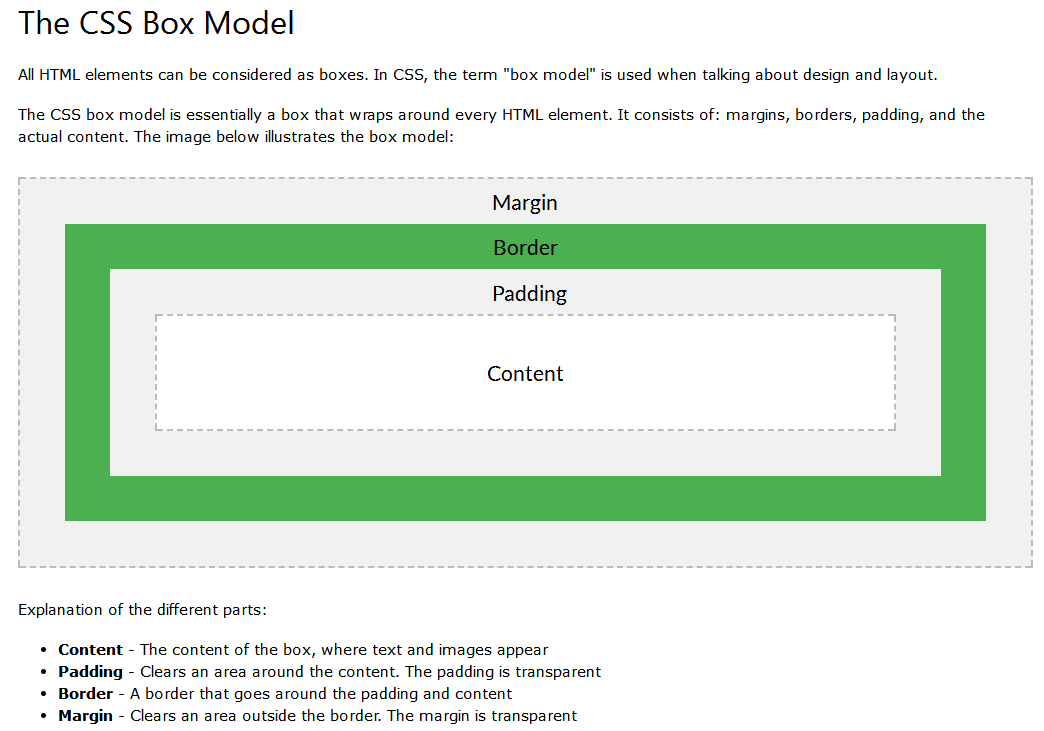 The CSS Box Model
All HTML elements can be considered as boxes. In CSS, the term "box model" is used when talking about design and layout.
The CSS box model is essentially a box that wraps around every HTML element. It consists of: margins, borders, padding, and the
actual content. The image below illustrates the box model:
Margin
Border
Padding
Content
Explanation of the different parts:
• Content - The content of the box, where text and images appear
• Padding - Clears an area around the content. The padding is transparent
• Border - A border that goes around the padding and content
• Margin - Clears an area outside the border. The margin is transparent